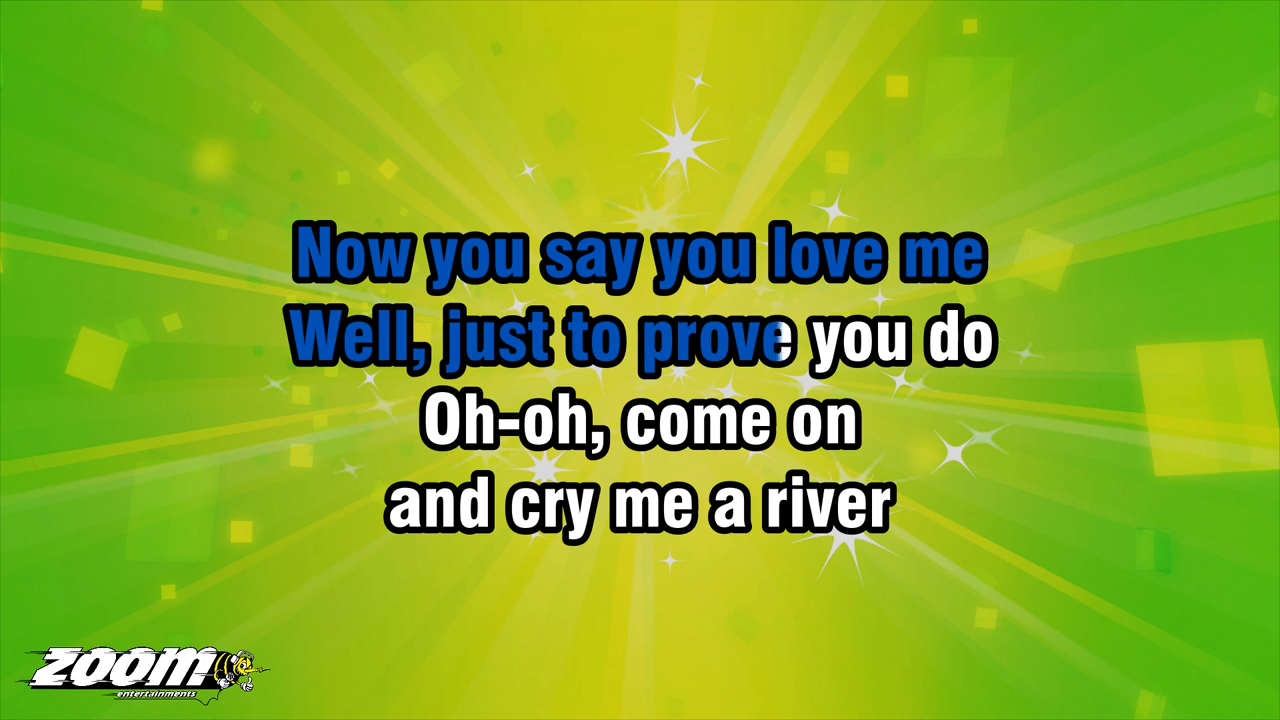 Now you say you love me
Well, just to prove you do
Oh-oh, come on
and cry me a river
zoom
entertainments